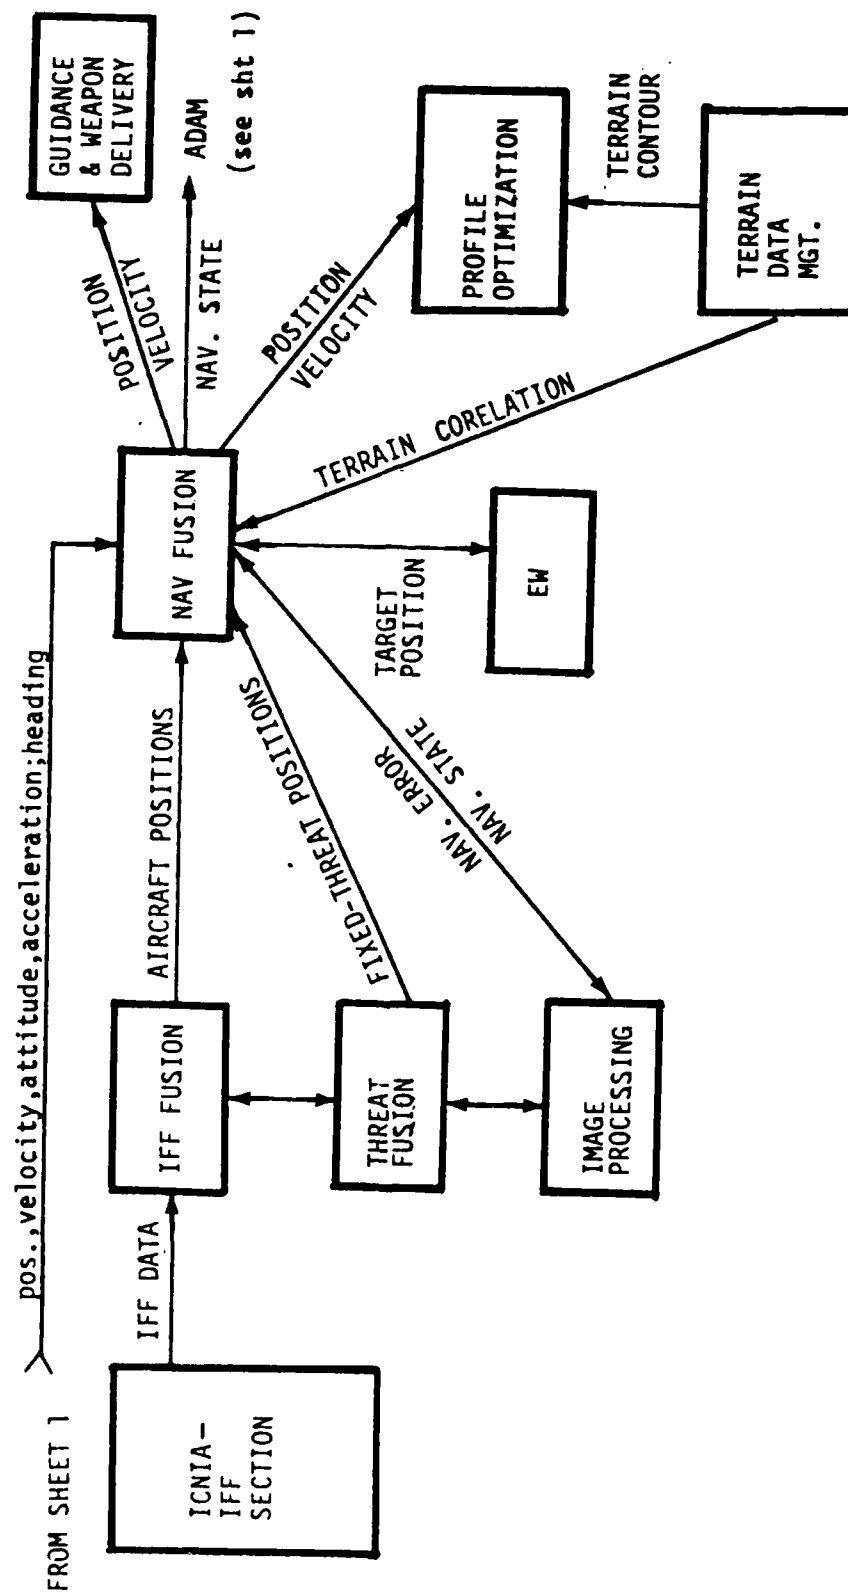 FROM SHEET 1
pos.,velocity,attitude,acceleration;heading
ICNIA-
IFF
SECTION
IFF DATA
IFF FUSION
AIRCRAFT POSITIONS
NAV FUSION
POSITION
VELOCITY
GUIDANCE
& WEAPON
DELIVERY
NAV. STATE
ADAM
(see sht 1)
POSITION
VELOCITY
THREAT
FUSION
FIXED-THREAT POSITIONS
IMAGE
PROCESSING
NAV. ERROR
NAV. STATE
TARGET
POSITION
EW
TERRAIN CORELATION
PROFILE
OPTIMIZATION
TERRAIN
CONTOUR
TERRAIN
DATA
MGT.